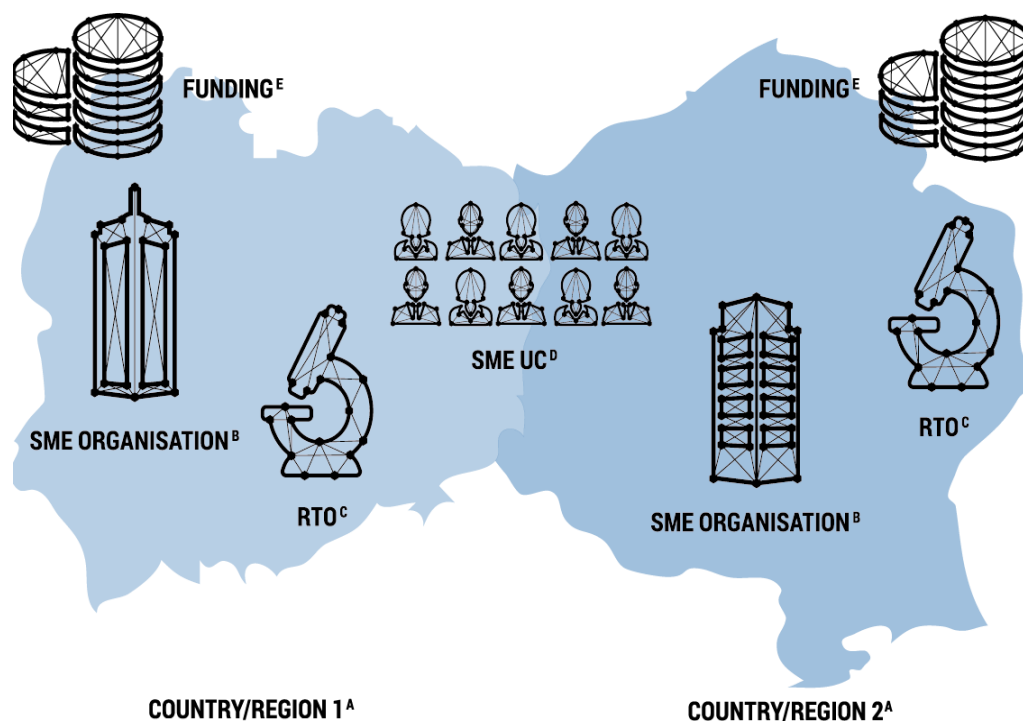 FUNDING E
FUNDING E
SME UC D
SME ORGANISATION B
RTO C
RTO C
SME ORGANISATION B
COUNTRY/REGION 1 A
COUNTRY/REGION 2 A